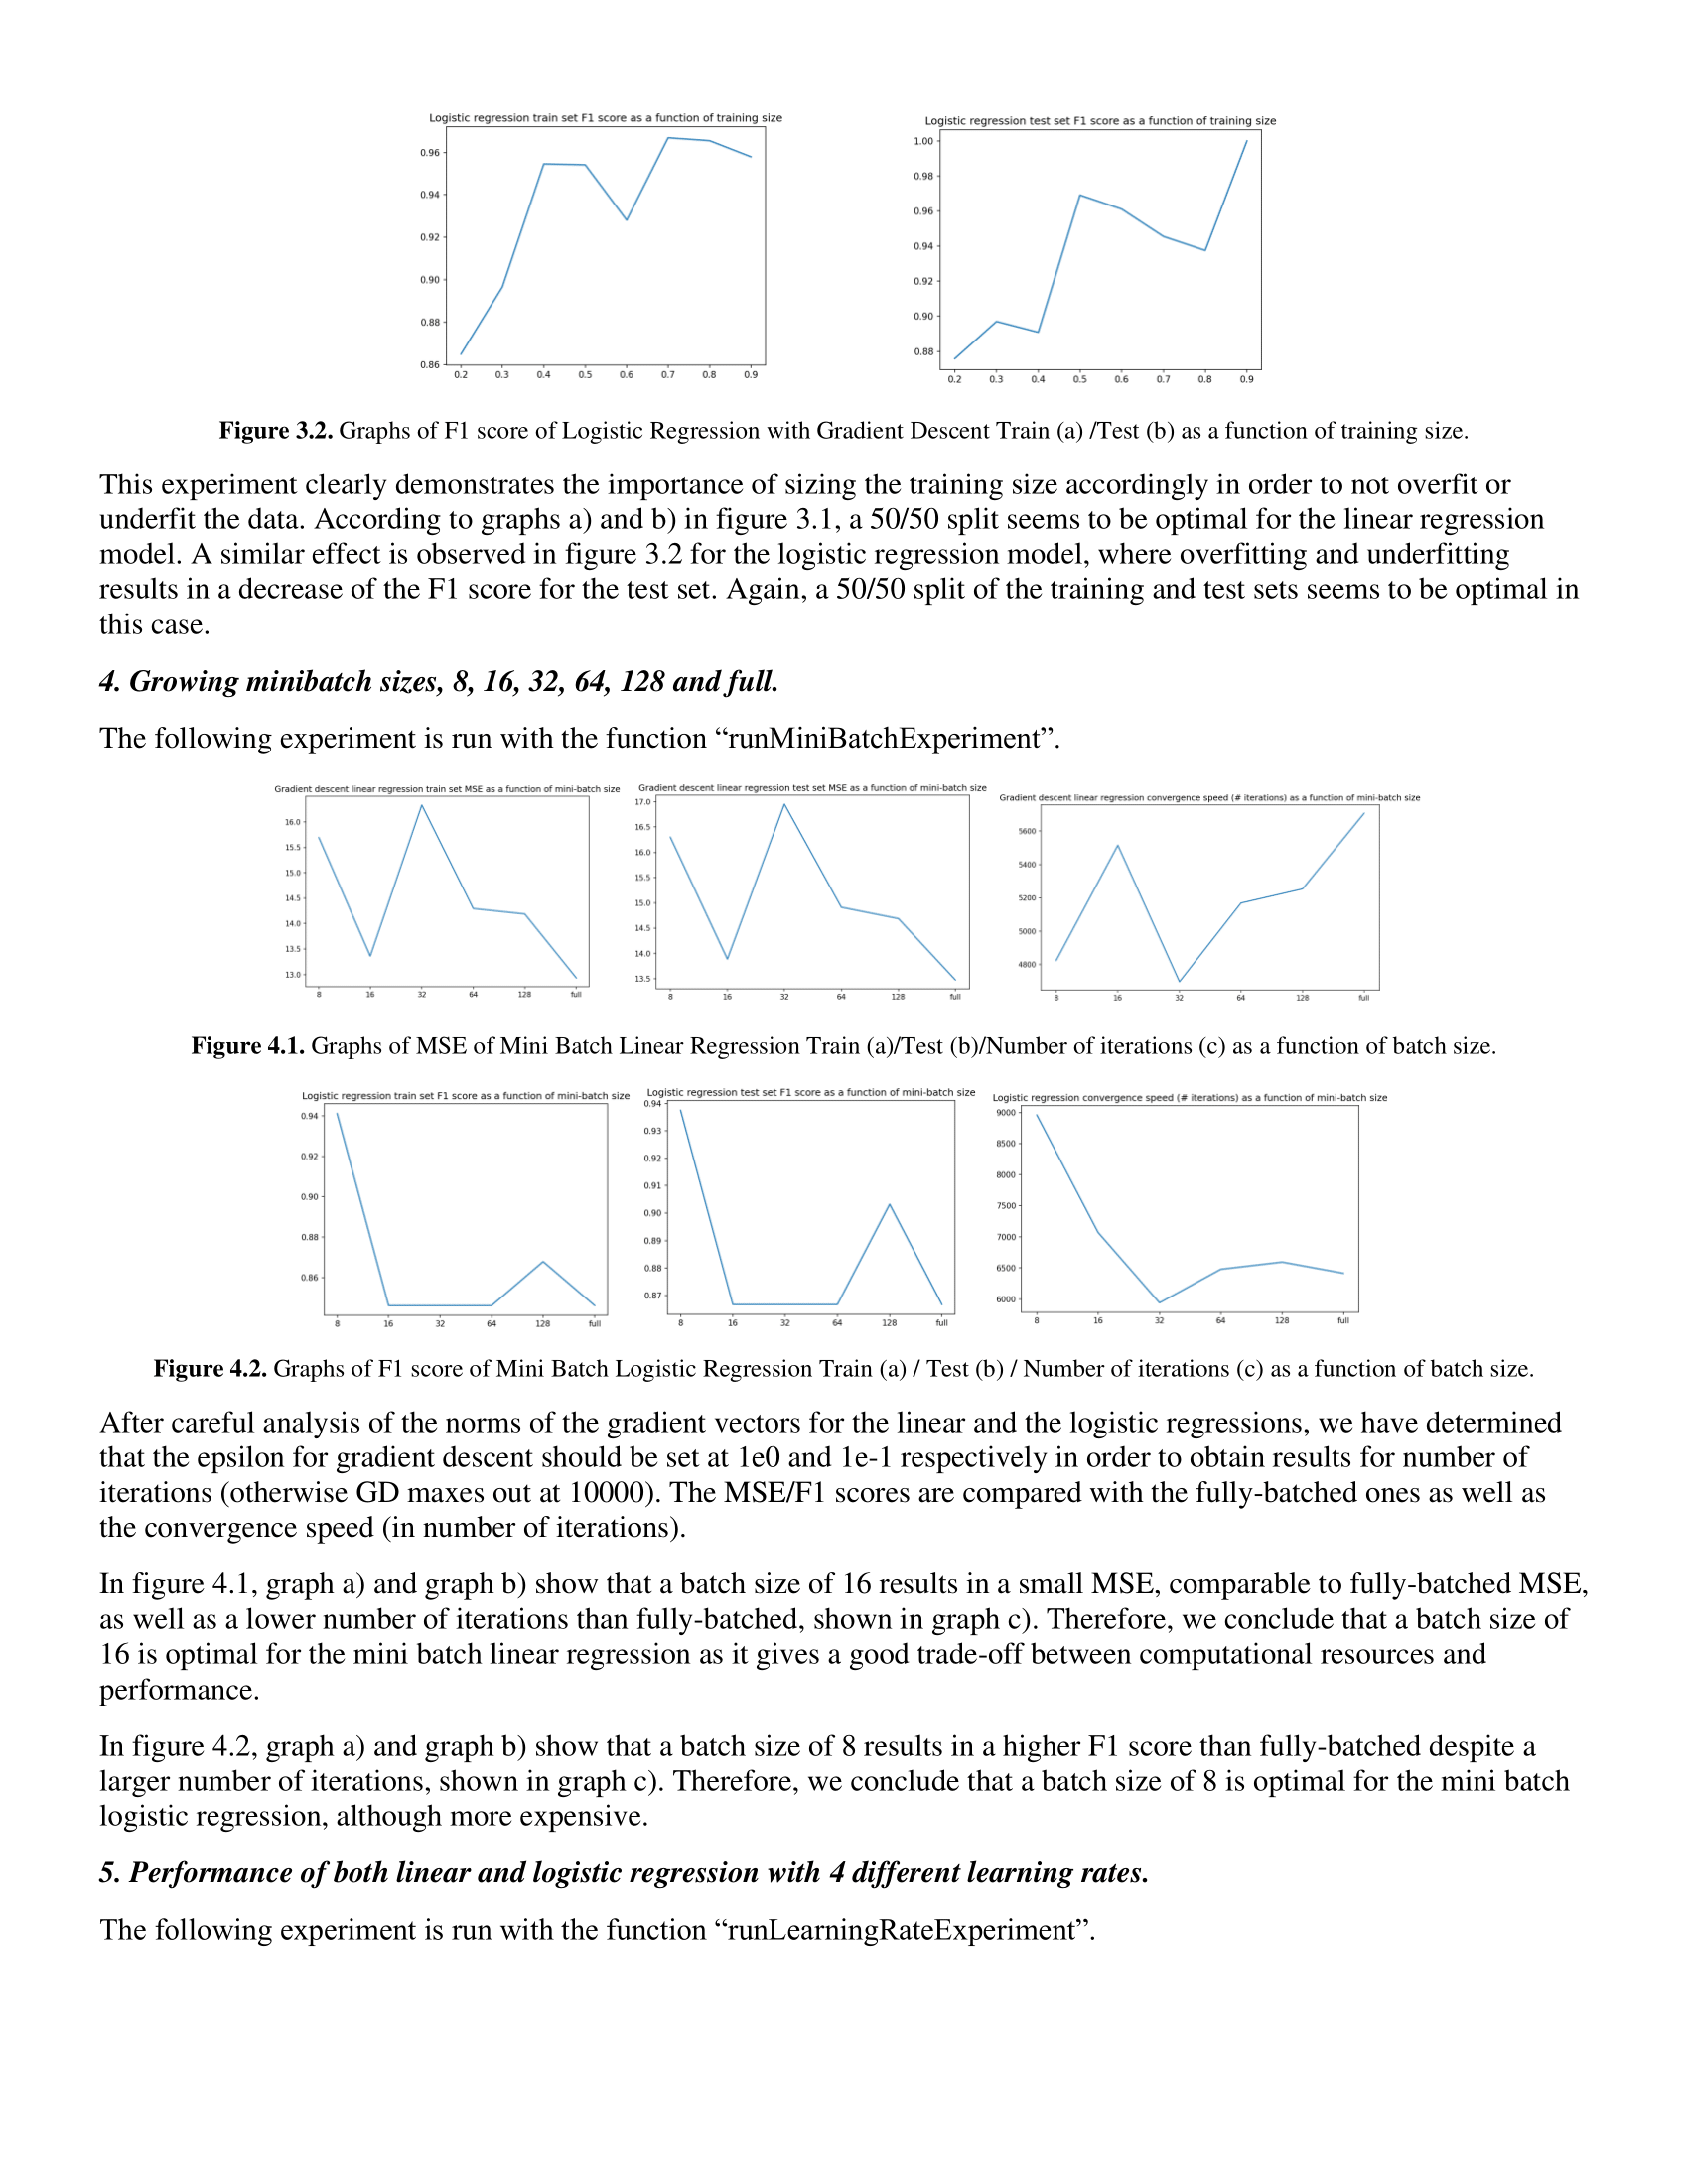 Logistic regression train set F1 score as a function of training size
0.96
0.94
0.92
0.90
0.88
0.86
0.2 0.3 0.4 0.5 0.6 0.7 0.8 0.9
Logistic regression test set F1 score as a function of training size
1.00
0.98
0.96
0.94
0.92
0.90
0.88
0.2 0.3 0.4 0.5 0.6 0.7 0.8 0.9
Figure 3.2. Graphs of F1 score of Logistic Regression with Gradient Descent Train (a) /Test (b) as a function of training size.
This experiment clearly demonstrates the importance of sizing the training size accordingly in order to not overfit or
underfit the data. According to graphs a) and b) in figure 3.1, a 50/50 split seems to be optimal for the linear regression
model. A similar effect is observed in figure 3.2 for the logistic regression model, where overfitting and underfitting
results in a decrease of the F1 score for the test set. Again, a 50/50 split of the training and test sets seems to be optimal in
this case.
4. Growing minibatch sizes, 8, 16, 32, 64, 128 and full.
The following experiment is run with the function “runMiniBatchExperiment”.
Gradient descent linear regression train set MSE as a function of mini-batch size
16.0
15.5
15.0
14.5
14.0
13.5
13.0
8 16 32 64 128 full
Gradient descent linear regression test set MSE as a function of mini-batch size
17.0
16.5
16.0
15.5
15.0
14.5
14.0
13.5
8 16 32 64 128 full
Gradient descent linear regression convergence speed (# iterations) as a function of mini-batch size
5600
5400
5200
5000
4800
8 16 32 64 128 full
Figure 4.1. Graphs of MSE of Mini Batch Linear Regression Train (a)/Test (b)/Number of iterations (c) as a function of batch size.
Logistic regression train set F1 score as a function of mini-batch size
0.94
0.92
0.90
0.88
0.86
8 16 32 64 128 full
Logistic regression test set F1 score as a function of mini-batch size
0.94
0.93
0.92
0.91
0.90
0.89
0.88
0.87
8 16 32 64 128 full
Logistic regression convergence speed (# iterations) as a function of mini-batch size
9000
8500
8000
7500
7000
6500
6000
8 16 32 64 128 full
Figure 4.2. Graphs of F1 score of Mini Batch Logistic Regression Train (a) / Test (b) / Number of iterations (c) as a function of batch size.
After careful analysis of the norms of the gradient vectors for the linear and the logistic regressions, we have determined
that the epsilon for gradient descent should be set at 1e0 and 1e-1 respectively in order to obtain results for number of
iterations (otherwise GD maxes out at 10000). The MSE/F1 scores are compared with the fully-batched ones as well as
the convergence speed (in number of iterations).
In figure 4.1, graph a) and graph b) show that a batch size of 16 results in a small MSE, comparable to fully-batched MSE,
as well as a lower number of iterations than fully-batched, shown in graph c). Therefore, we conclude that a batch size of
16 is optimal for the mini batch linear regression as it gives a good trade-off between computational resources and
performance.
In figure 4.2, graph a) and graph b) show that a batch size of 8 results in a higher F1 score than fully-batched despite a
larger number of iterations, shown in graph c). Therefore, we conclude that a batch size of 8 is optimal for the mini batch
logistic regression, although more expensive.
5. Performance of both linear and logistic regression with 4 different learning rates.
The following experiment is run with the function “runLearningRateExperiment”.